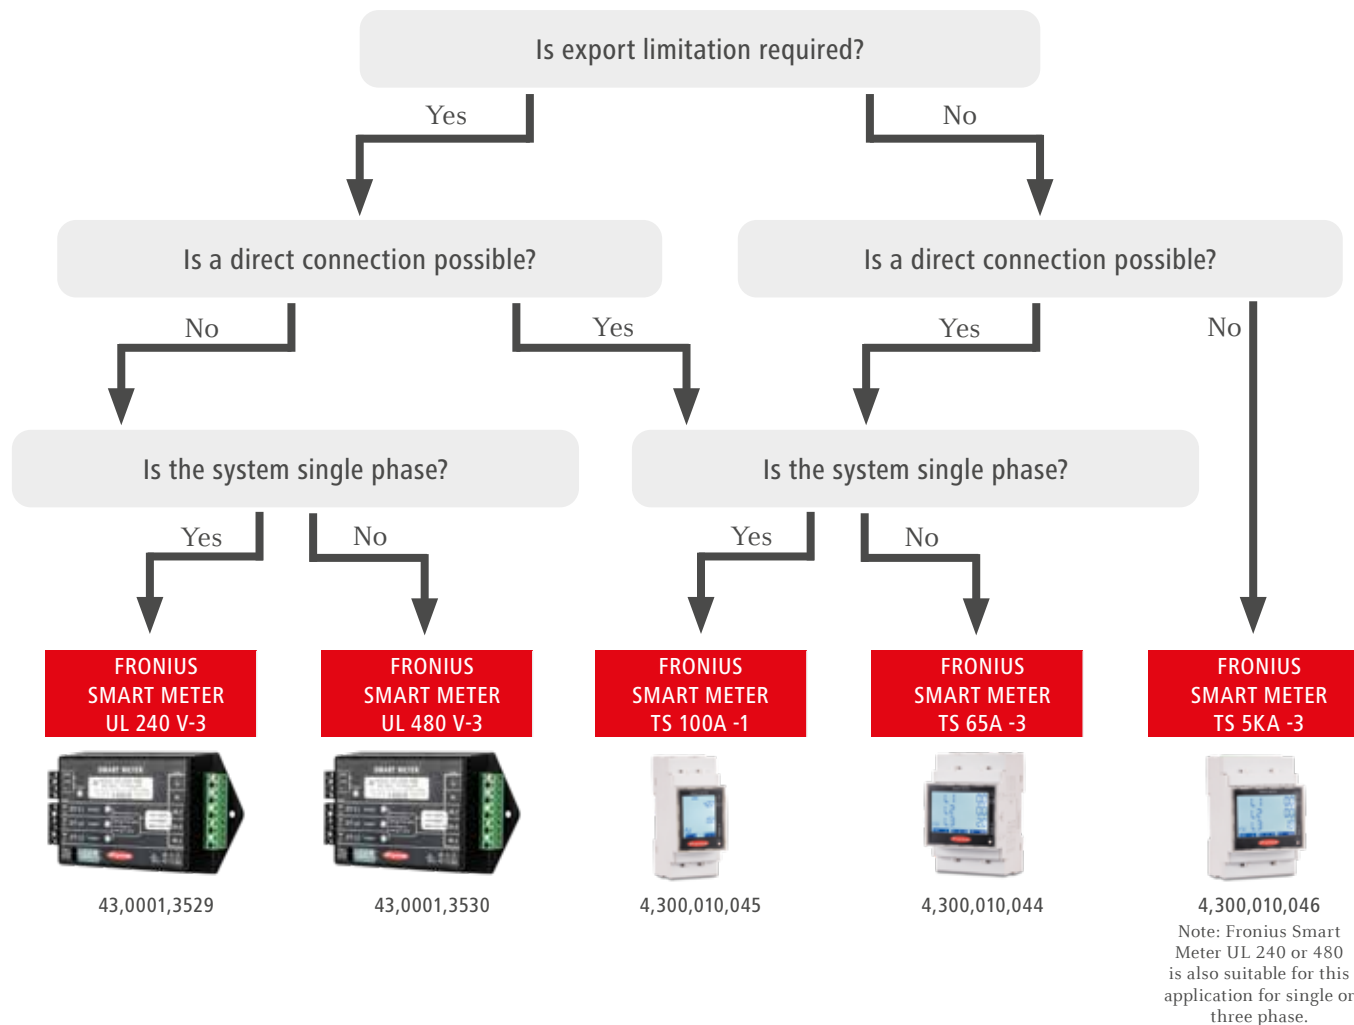 Is export limitation required?
Yes
No
Is a direct connection possible?
Is a direct connection possible?
No
Yes
Yes
No
Is the system single phase?
Is the system single phase?
Yes
No
Yes
No
FRONIUS
SMART METER
UL 240 V-3
FRONIUS
SMART METER
UL 480 V-3
FRONIUS
SMART METER
TS 100A -1
FRONIUS
SMART METER
TS 65A -3
FRONIUS
SMART METER
TS 5KA -3
SMART METER
SMART METER
43,0001,3529
43,0001,3530
4,300,010,045
4,300,010,044
4,300,010,046
Note: Fronius Smart
Meter UL 240 or 480
is also suitable for this
application for single or
three phase.